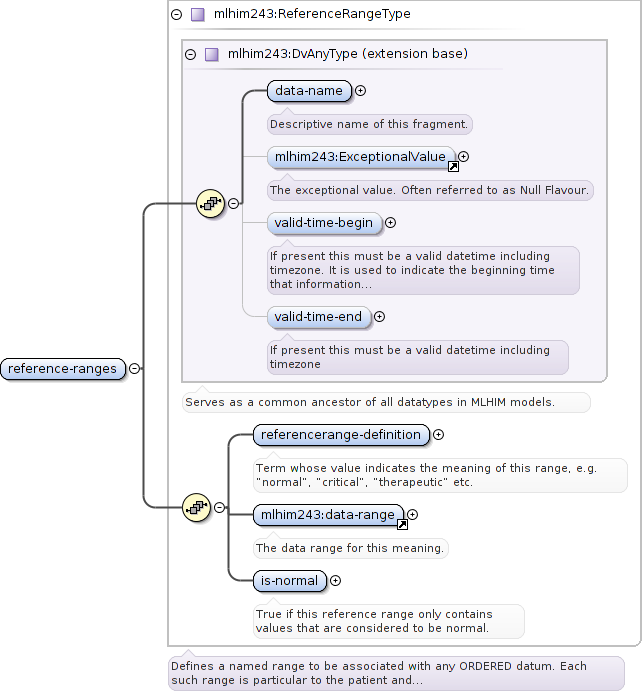 mlhim243:ReferenceRangeType
mlhim243:DvAnyType (extension base)
data-name
Descriptive name of this fragment.
mlhim243:ExceptionalValue
The exceptional value. Often referred to as Null Flavour.
valid-time-begin
If present this must be a valid datetime including
timezone. It is used to indicate the beginning time
that information...
valid-time-end
If present this must be a valid datetime including
timezone
reference-ranges
Serves as a common ancestor of all datatypes in MLHIM models.
referencerange-definition
Term whose value indicates the meaning of this range, e.g.
"normal", "critical", "therapeutic" etc.
mlhim243:data-range
The data range for this meaning.
is-normal
True if this reference range only contains
values that are considered to be normal.
Defines a named range to be associated with any ORDERED datum. Each
such range is particular to the patient and...